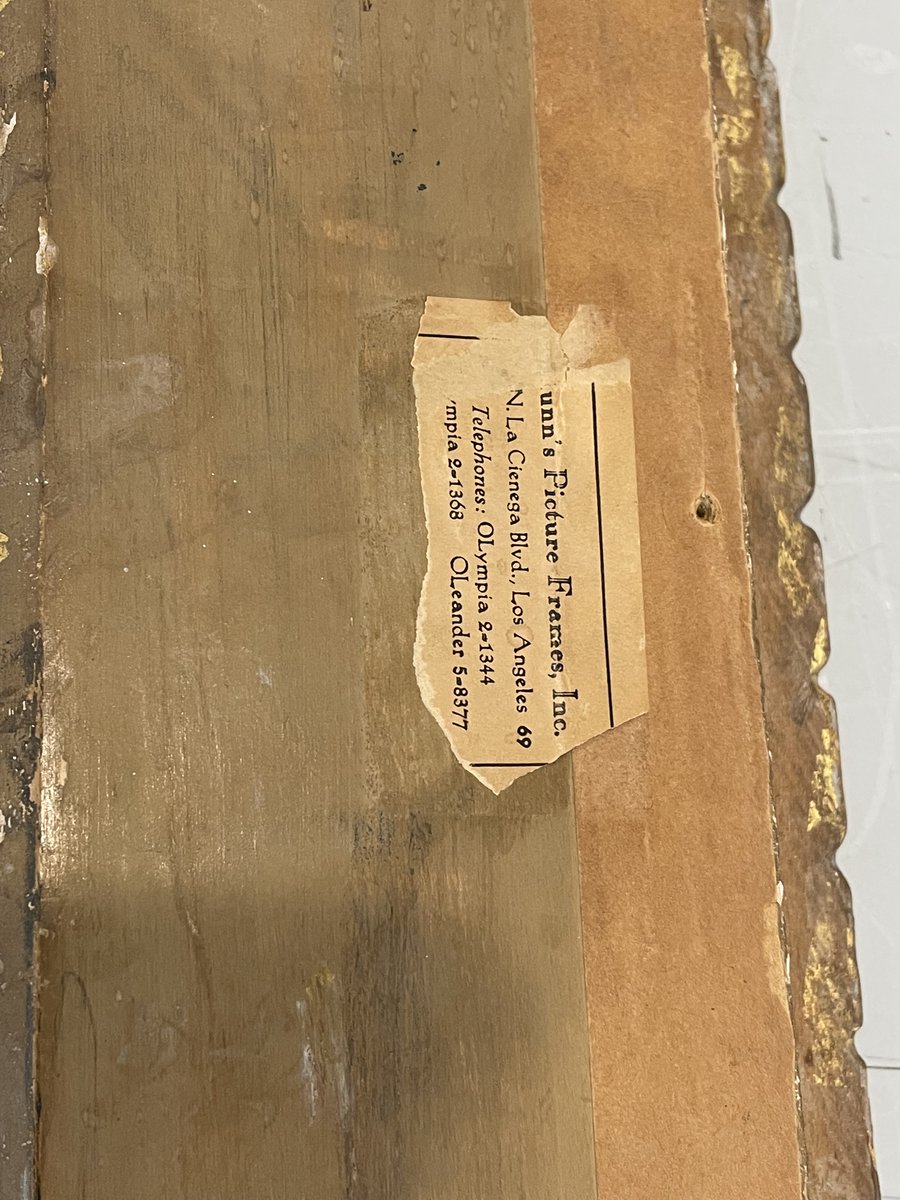 unn's Picture Frames, Inc.
N. La Cienega Blvd., Los Angeles 69
Telephones: OLympia 2-1344
mpia 2-1368 OLeander 5-8377